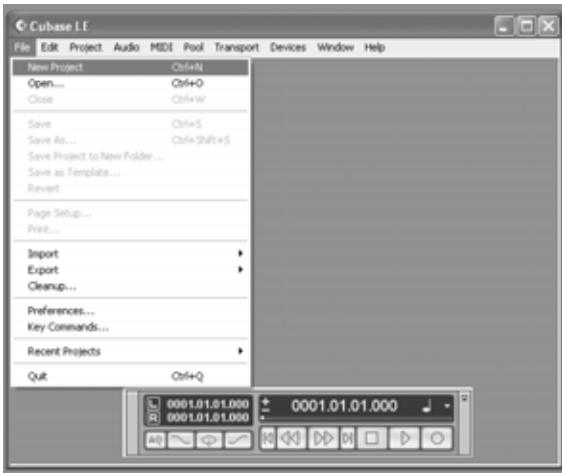 Cubase LE
File Edit Project Audio MIDI Pool Transport Devices Window Help
New Project Ctrl+N
Open... Ctrl+O
Close Ctrl+W
Save Ctrl+S
Save As... Ctrl+Shift+S
Save Project to New Folder...
Save as Template...
Revert
Page Setup...
Print...
Import
Export
Cleanup...
Preferences...
Key Commands...
Recent Projects
Quit Ctrl+Q
L 0001.01.01.000 0001.01.01.000
R 0001.01.01.000
AQ